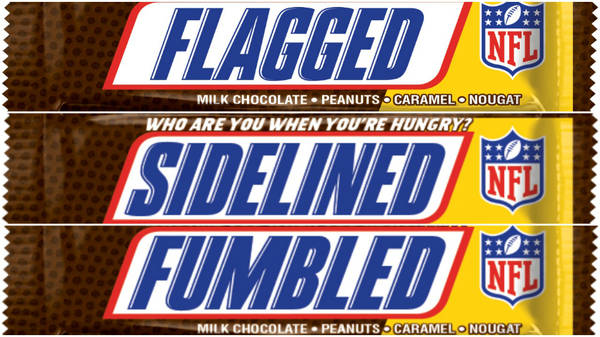 FLAGGED
NFL
MILK CHOCOLATE • PEANUTS • CARAMEL • NOUGAT
WHO ARE YOU WHEN YOU'RE HUNGRY?
SIDELINED
NFL
FUMBLED
NFL
MILK CHOCOLATE • PEANUTS • CARAMEL • NOUGAT